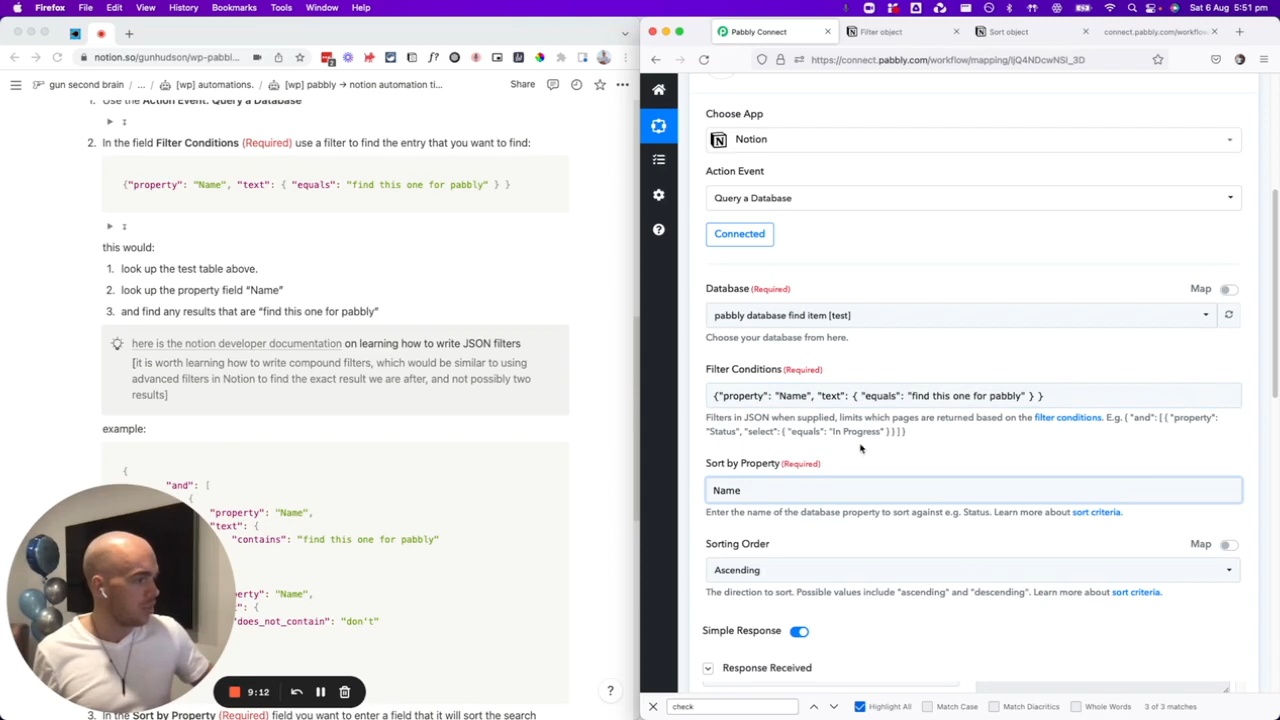 Firefox File Edit View History Bookmarks Tools Window Help
Sat 6 Aug 5:51 pm
notion.so/gunhudson/wp-pabbl...
gun second brain / ... / [wp] automations. / [wp] pabbly → notion automation ti...
Share
1. Use the Action Event: Query a Database
2. In the field Filter Conditions (Required) use a filter to find the entry that you want to find:
{"property": "Name", "text": { "equals": "find this one for pabbly" } }
this would:
1. look up the test table above.
2. look up the property field “Name”
3. and find any results that are “find this one for pabbly”
here is the notion developer documentation on learning how to write JSON filters
[it is worth learning how to write compound filters, which would be similar to using
advanced filters in Notion to find the exact result we are after, and not possibly two
results]
example:
{
"and": [
{
"property": "Name",
"text": {
"contains": "find this one for pabbly"
perty": "Name",
": {
"does_not_contain": "don't"
3. In the Sort by Property (Required) field you want to enter a field that it will sort the search
9:12
?
Pabbly Connect
Filter object
Sort object
connect.pabbly.com/workflow
https://connect.pabbly.com/workflow/mapping/IjQ4NDcwNSI_3D
Choose App
Notion
Action Event
Query a Database
Connected
Database (Required)
Map
pabbly database find item [test]
Choose your database from here.
Filter Conditions (Required)
{"property": "Name", "text": { "equals": "find this one for pabbly" } }
Filters in JSON when supplied, limits which pages are returned based on the filter conditions. E.g. { "and": [ { "property":
"Status", "select": { "equals": "In Progress" } } ] }
Sort by Property (Required)
Name
Enter the name of the database property to sort against e.g. Status. Learn more about sort criteria.
Sorting Order
Map
Ascending
The direction to sort. Possible values include "ascending" and "descending". Learn more about sort criteria.
Simple Response
Response Received
check
Highlight All
Match Case
Match Diacritics
Whole Words
3 of 3 matches